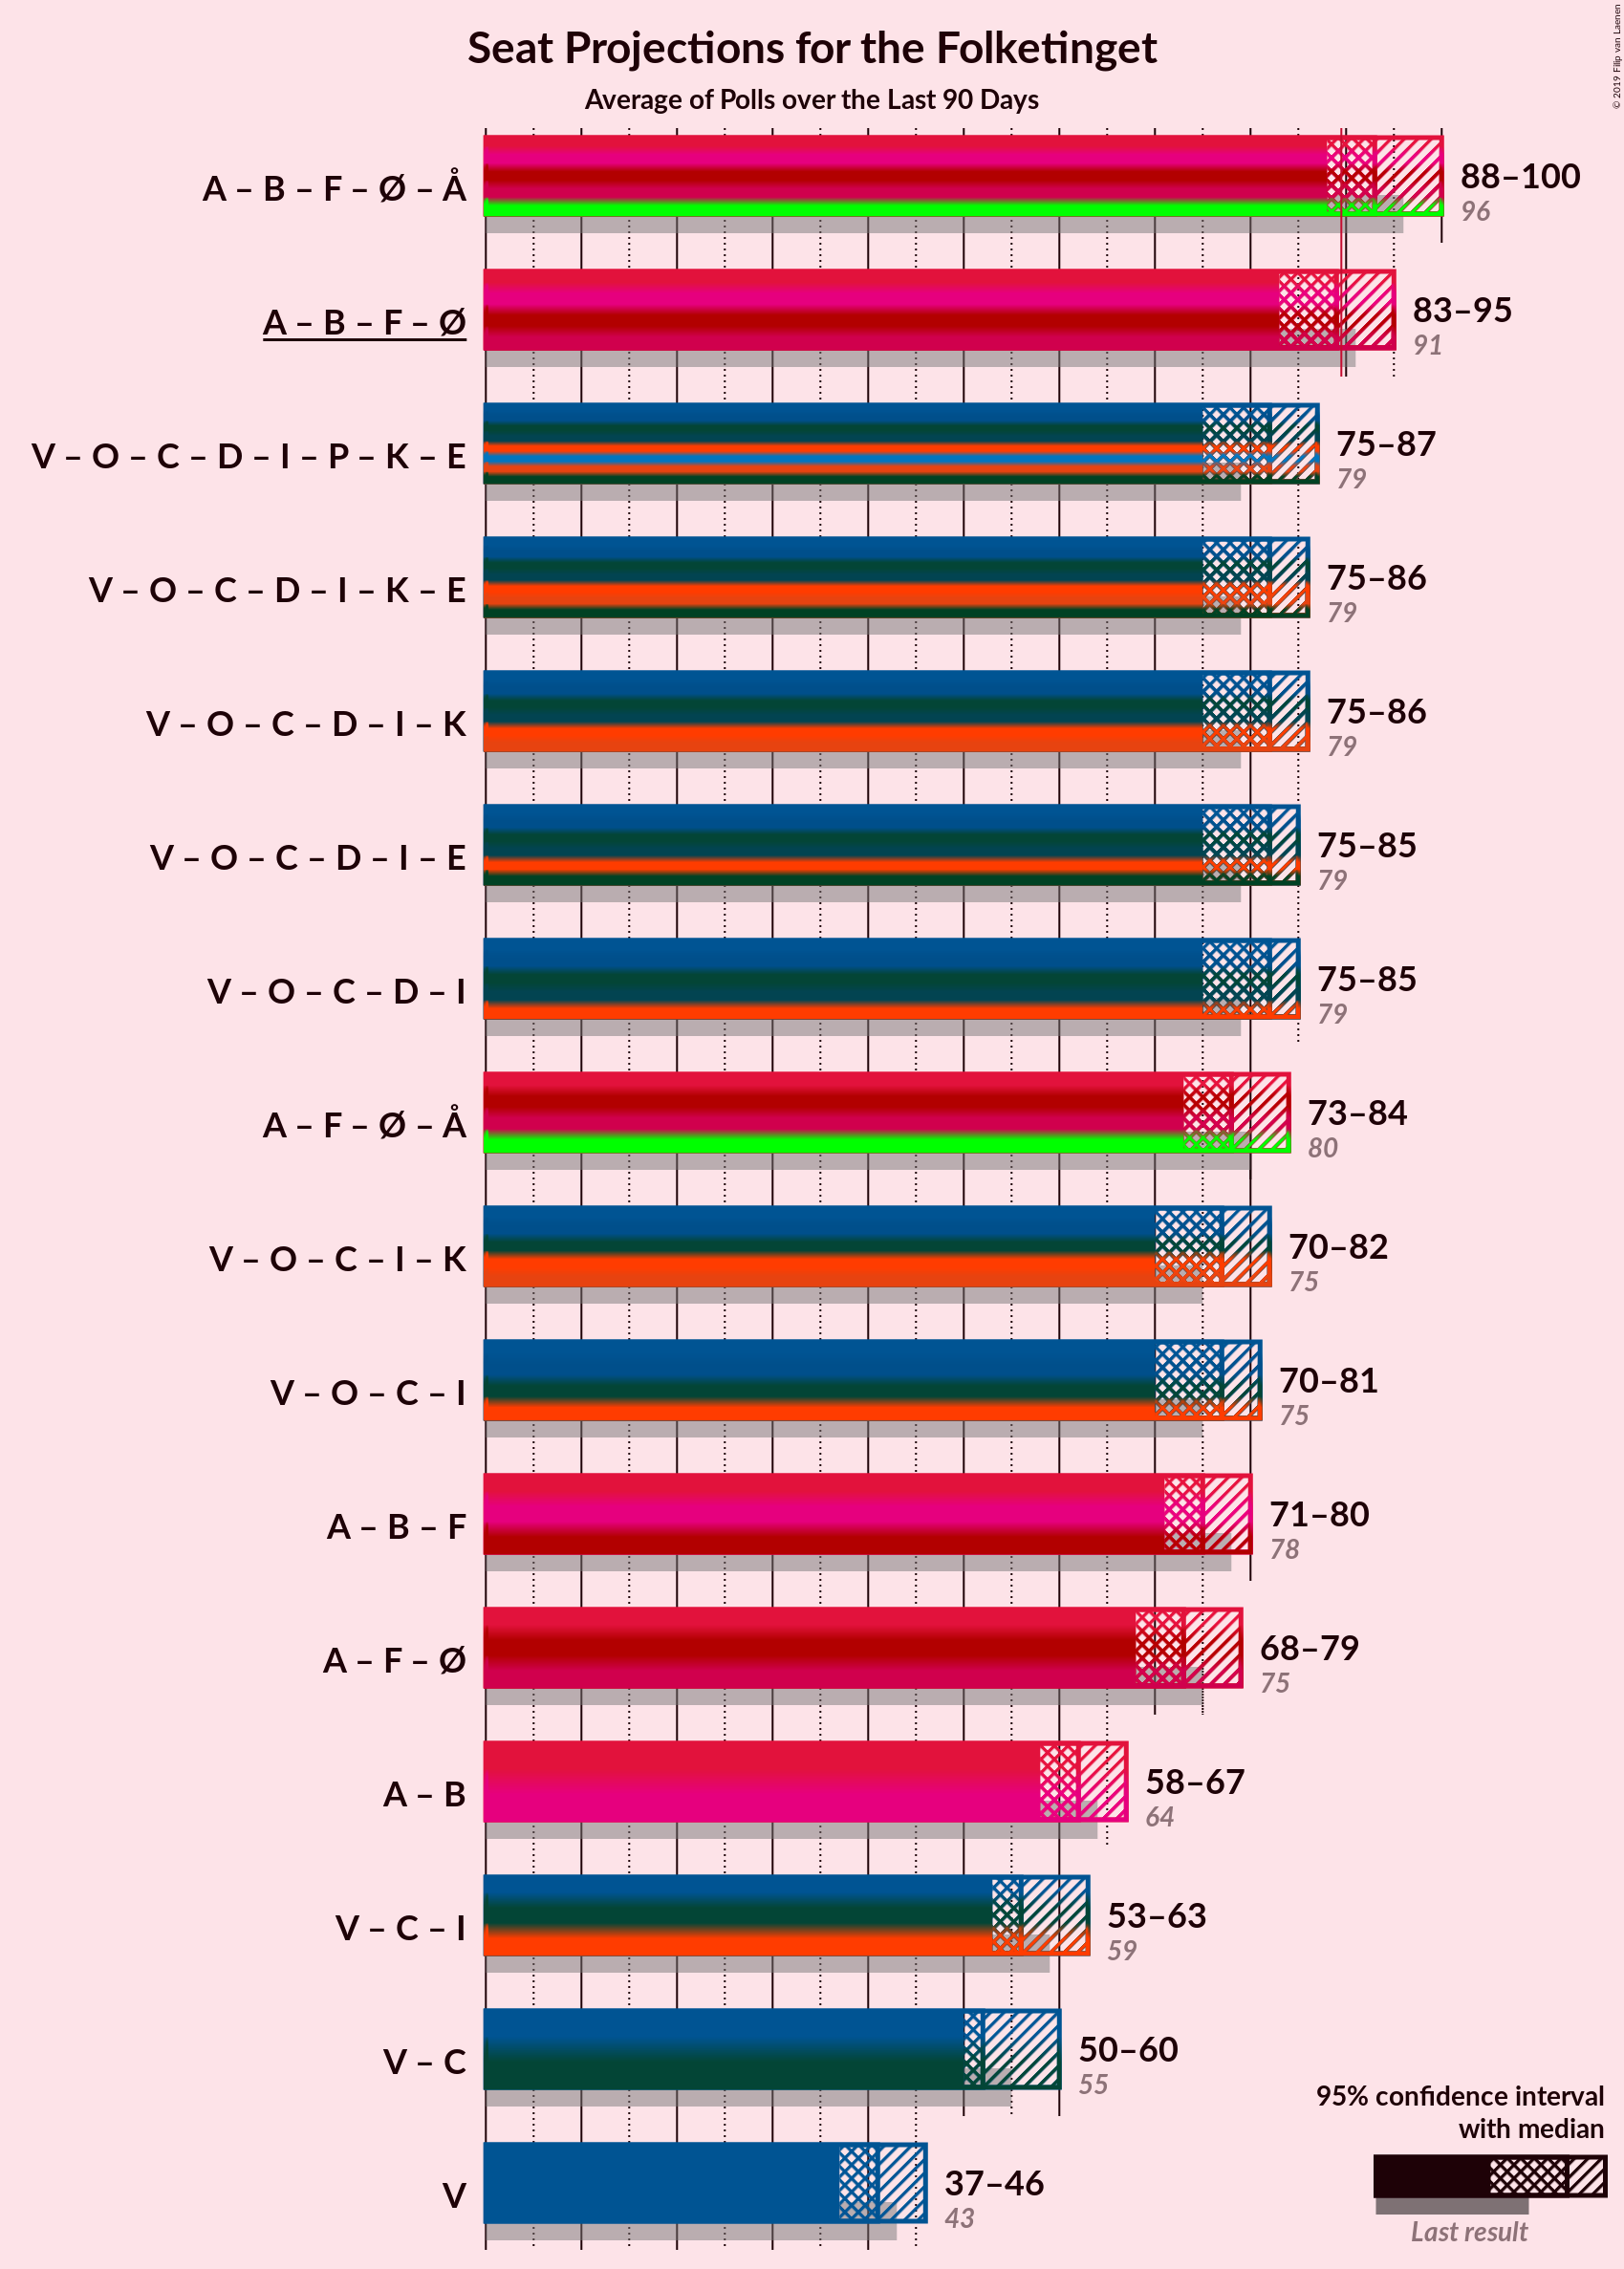 © 2019 Filip van Laenen
Seat Projections for the Folketinget
Average of Polls over the Last 90 Days
A – B – F – Ø – Å
88–100
96
A – B – F – Ø
83–95
91
V – O – C – D – I – P – K – E
75–87
79
V – O – C – D – I – K – E
75–86
79
V – O – C – D – I – K
75–86
79
V – O – C – D – I – E
75–85
79
V – O – C – D – I
75–85
79
A – F – Ø – Å
73–84
80
V – O – C – I – K
70–82
75
V – O – C – I
70–81
75
A – B – F
71–80
78
A – F – Ø
68–79
75
A – B
58–67
64
V – C – I
53–63
59
V – C
50–60
55
V
37–46
43
95% confidence interval
with median
Last result